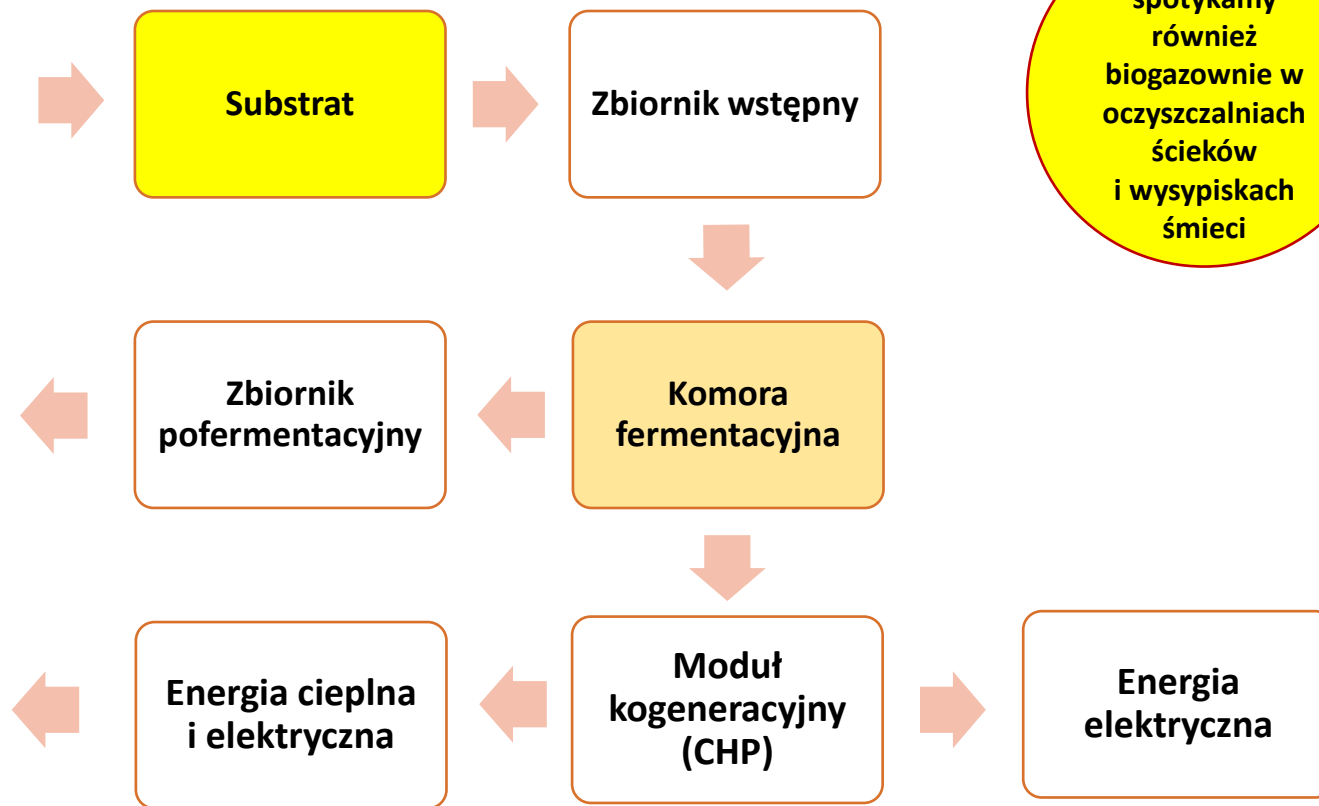 spotykamy
również
biogazownie w
oczyszczalniach
ścieków
i wysypiskach
śmieci
Substrat
Zbiornik wstępny
Zbiornik
pofermentacyjny
Komora
fermentacyjna
Energia cieplna
i elektryczna
Moduł
kogeneracyjny
(CHP)
Energia
elektryczna